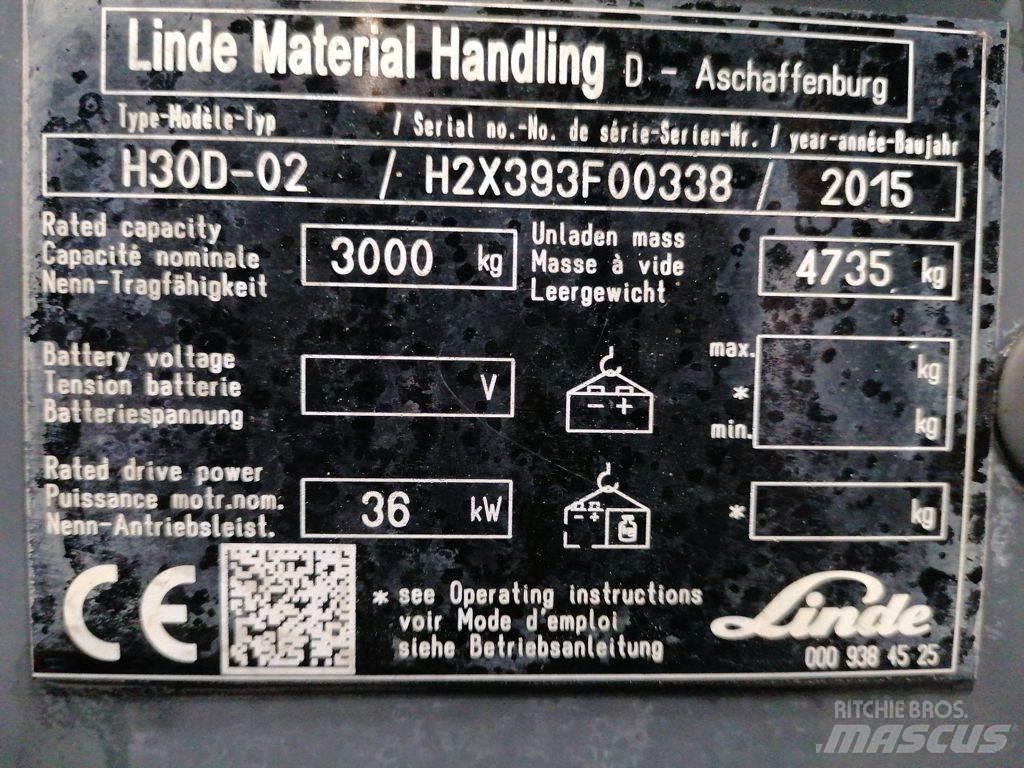 Linde Material Handling D - Aschaffenburg
Type-Modèle-Typ / Serial no.-No. de série-Serien-Nr. / year-année-Baujahr
H30D-02 / H2X393F00338 / 2015
Rated capacity
Capacité nominale
Nenn-Tragfähigkeit
3000 kg
Unladen mass
Masse à vide
Leergewicht
4735 kg
Battery voltage
Tension batterie
Batteriespannung
V
- +
max. kg
*
min. kg
Rated drive power
Puissance motr.nom.
Nenn-Antriebsleist.
36 kW
- +
* kg
CE
* see Operating instructions
voir Mode d'emploi
siehe Betriebsanleitung
Linde
000 938 45 25
RITCHIE BROS.
MASCUS